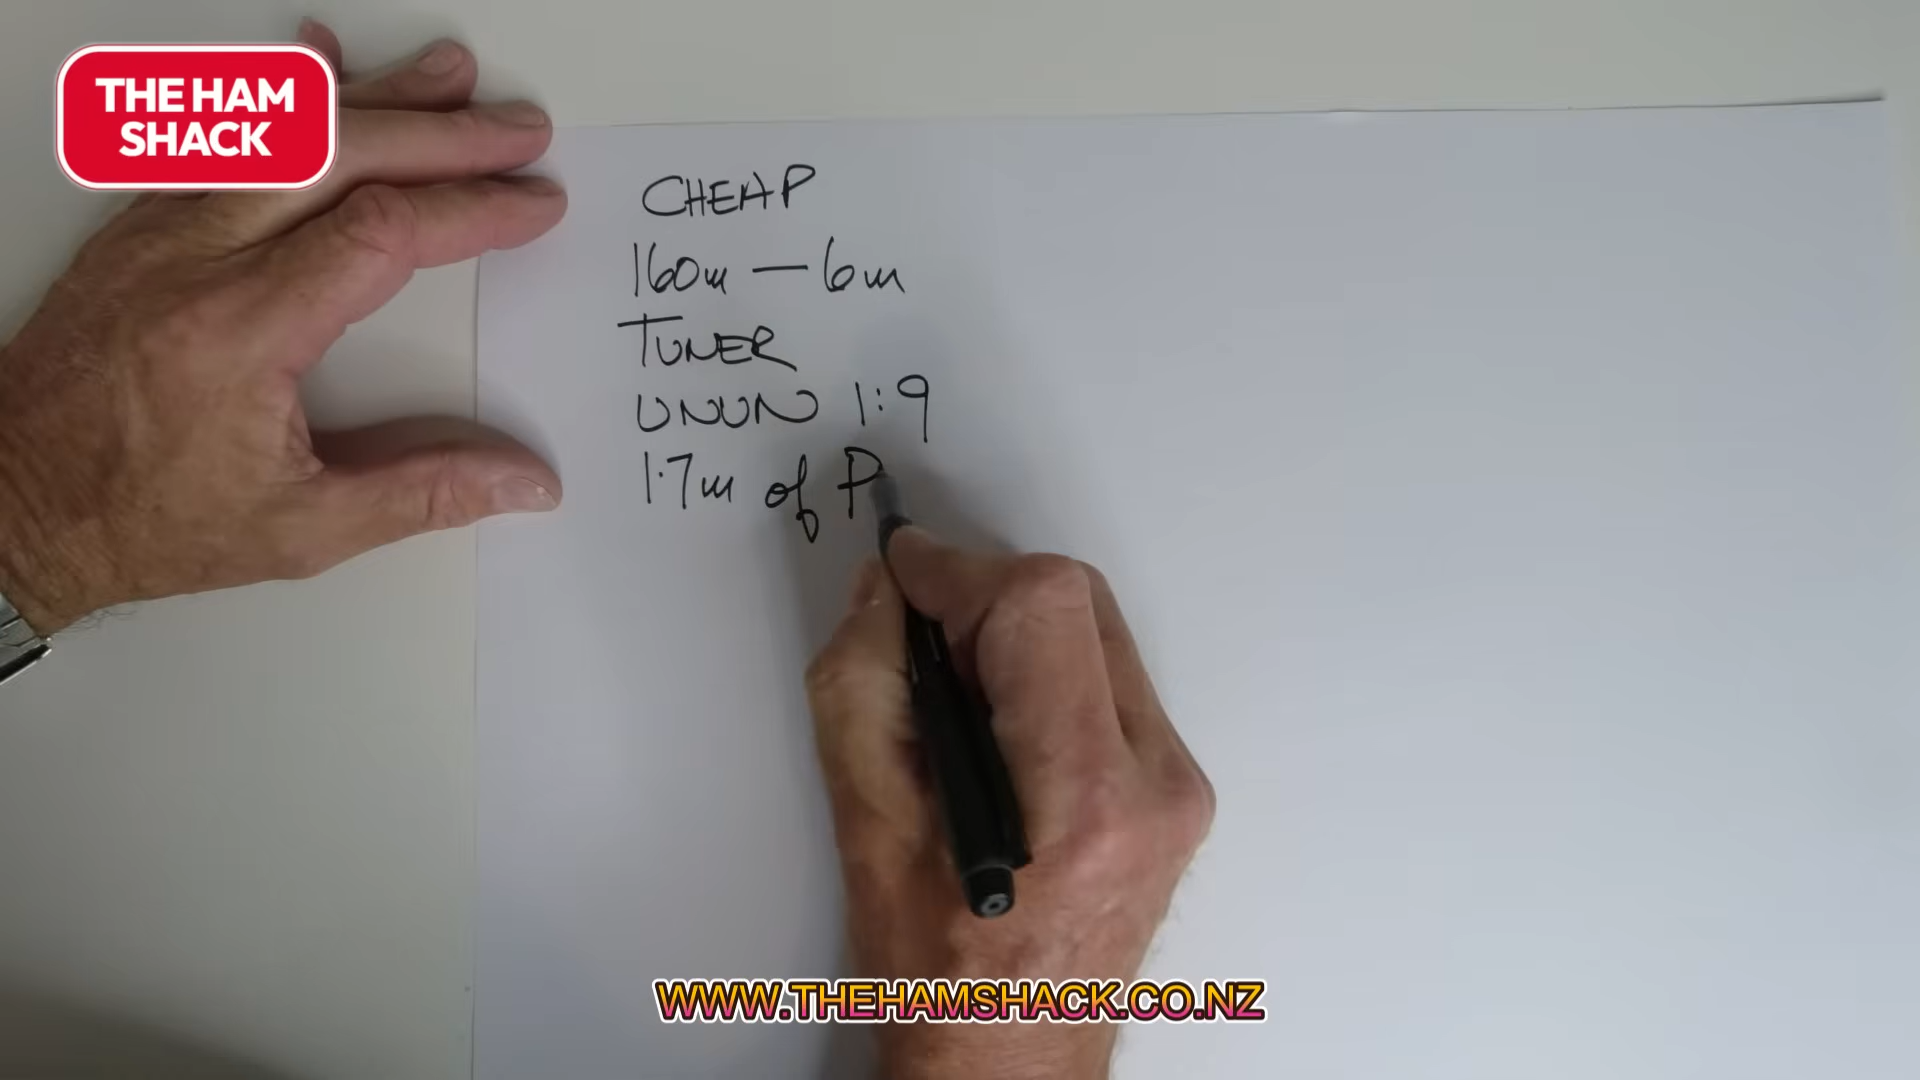 THE HAM
SHACK
CHEAP
160m — 6m
TUNER
UNUN 1:9
1.7m of P
WWW.THEHAMSHACK.CO.NZ